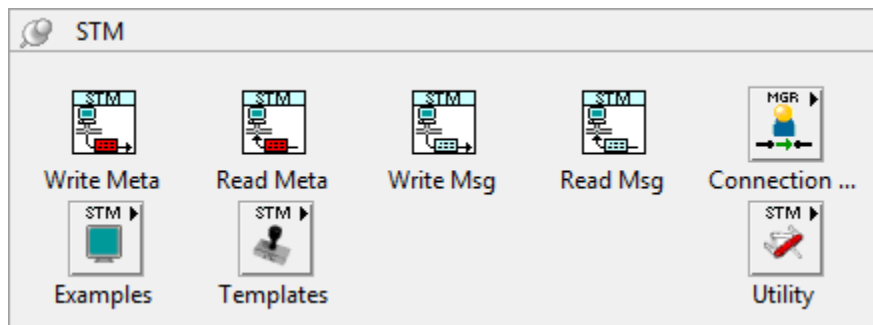 STM
STM
STM
STM
STM
MGR
Write Meta
Read Meta
Write Msg
Read Msg
Connection ...
STM
STM
STM
Examples
Templates
Utility